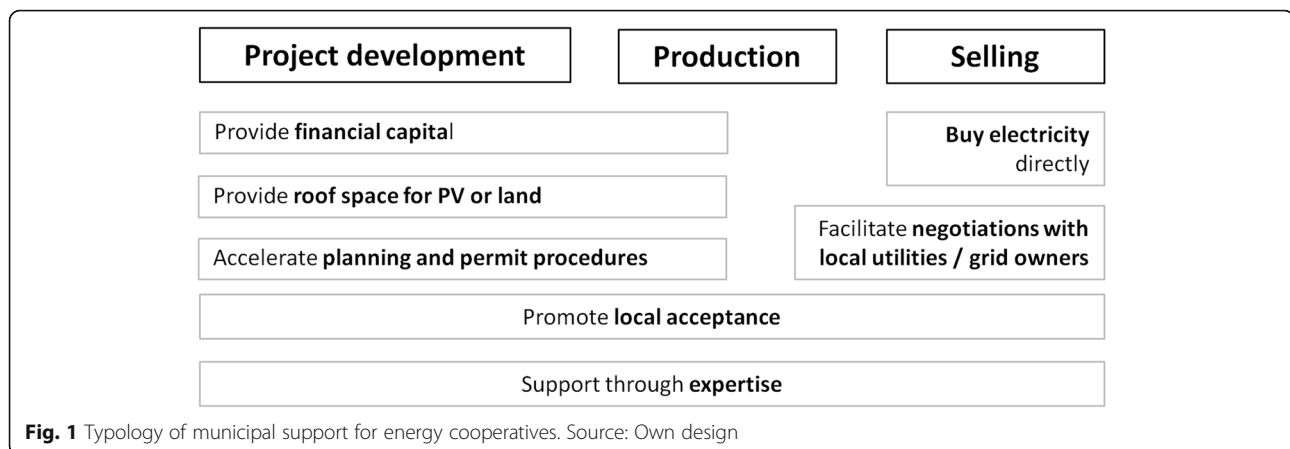 Project development
Production
Selling
Provide financial capital
Buy electricity
directly
Provide roof space for PV or land
Facilitate negotiations with
local utilities / grid owners
Accelerate planning and permit procedures
Promote local acceptance
Support through expertise
Fig. 1 Typology of municipal support for energy cooperatives. Source: Own design